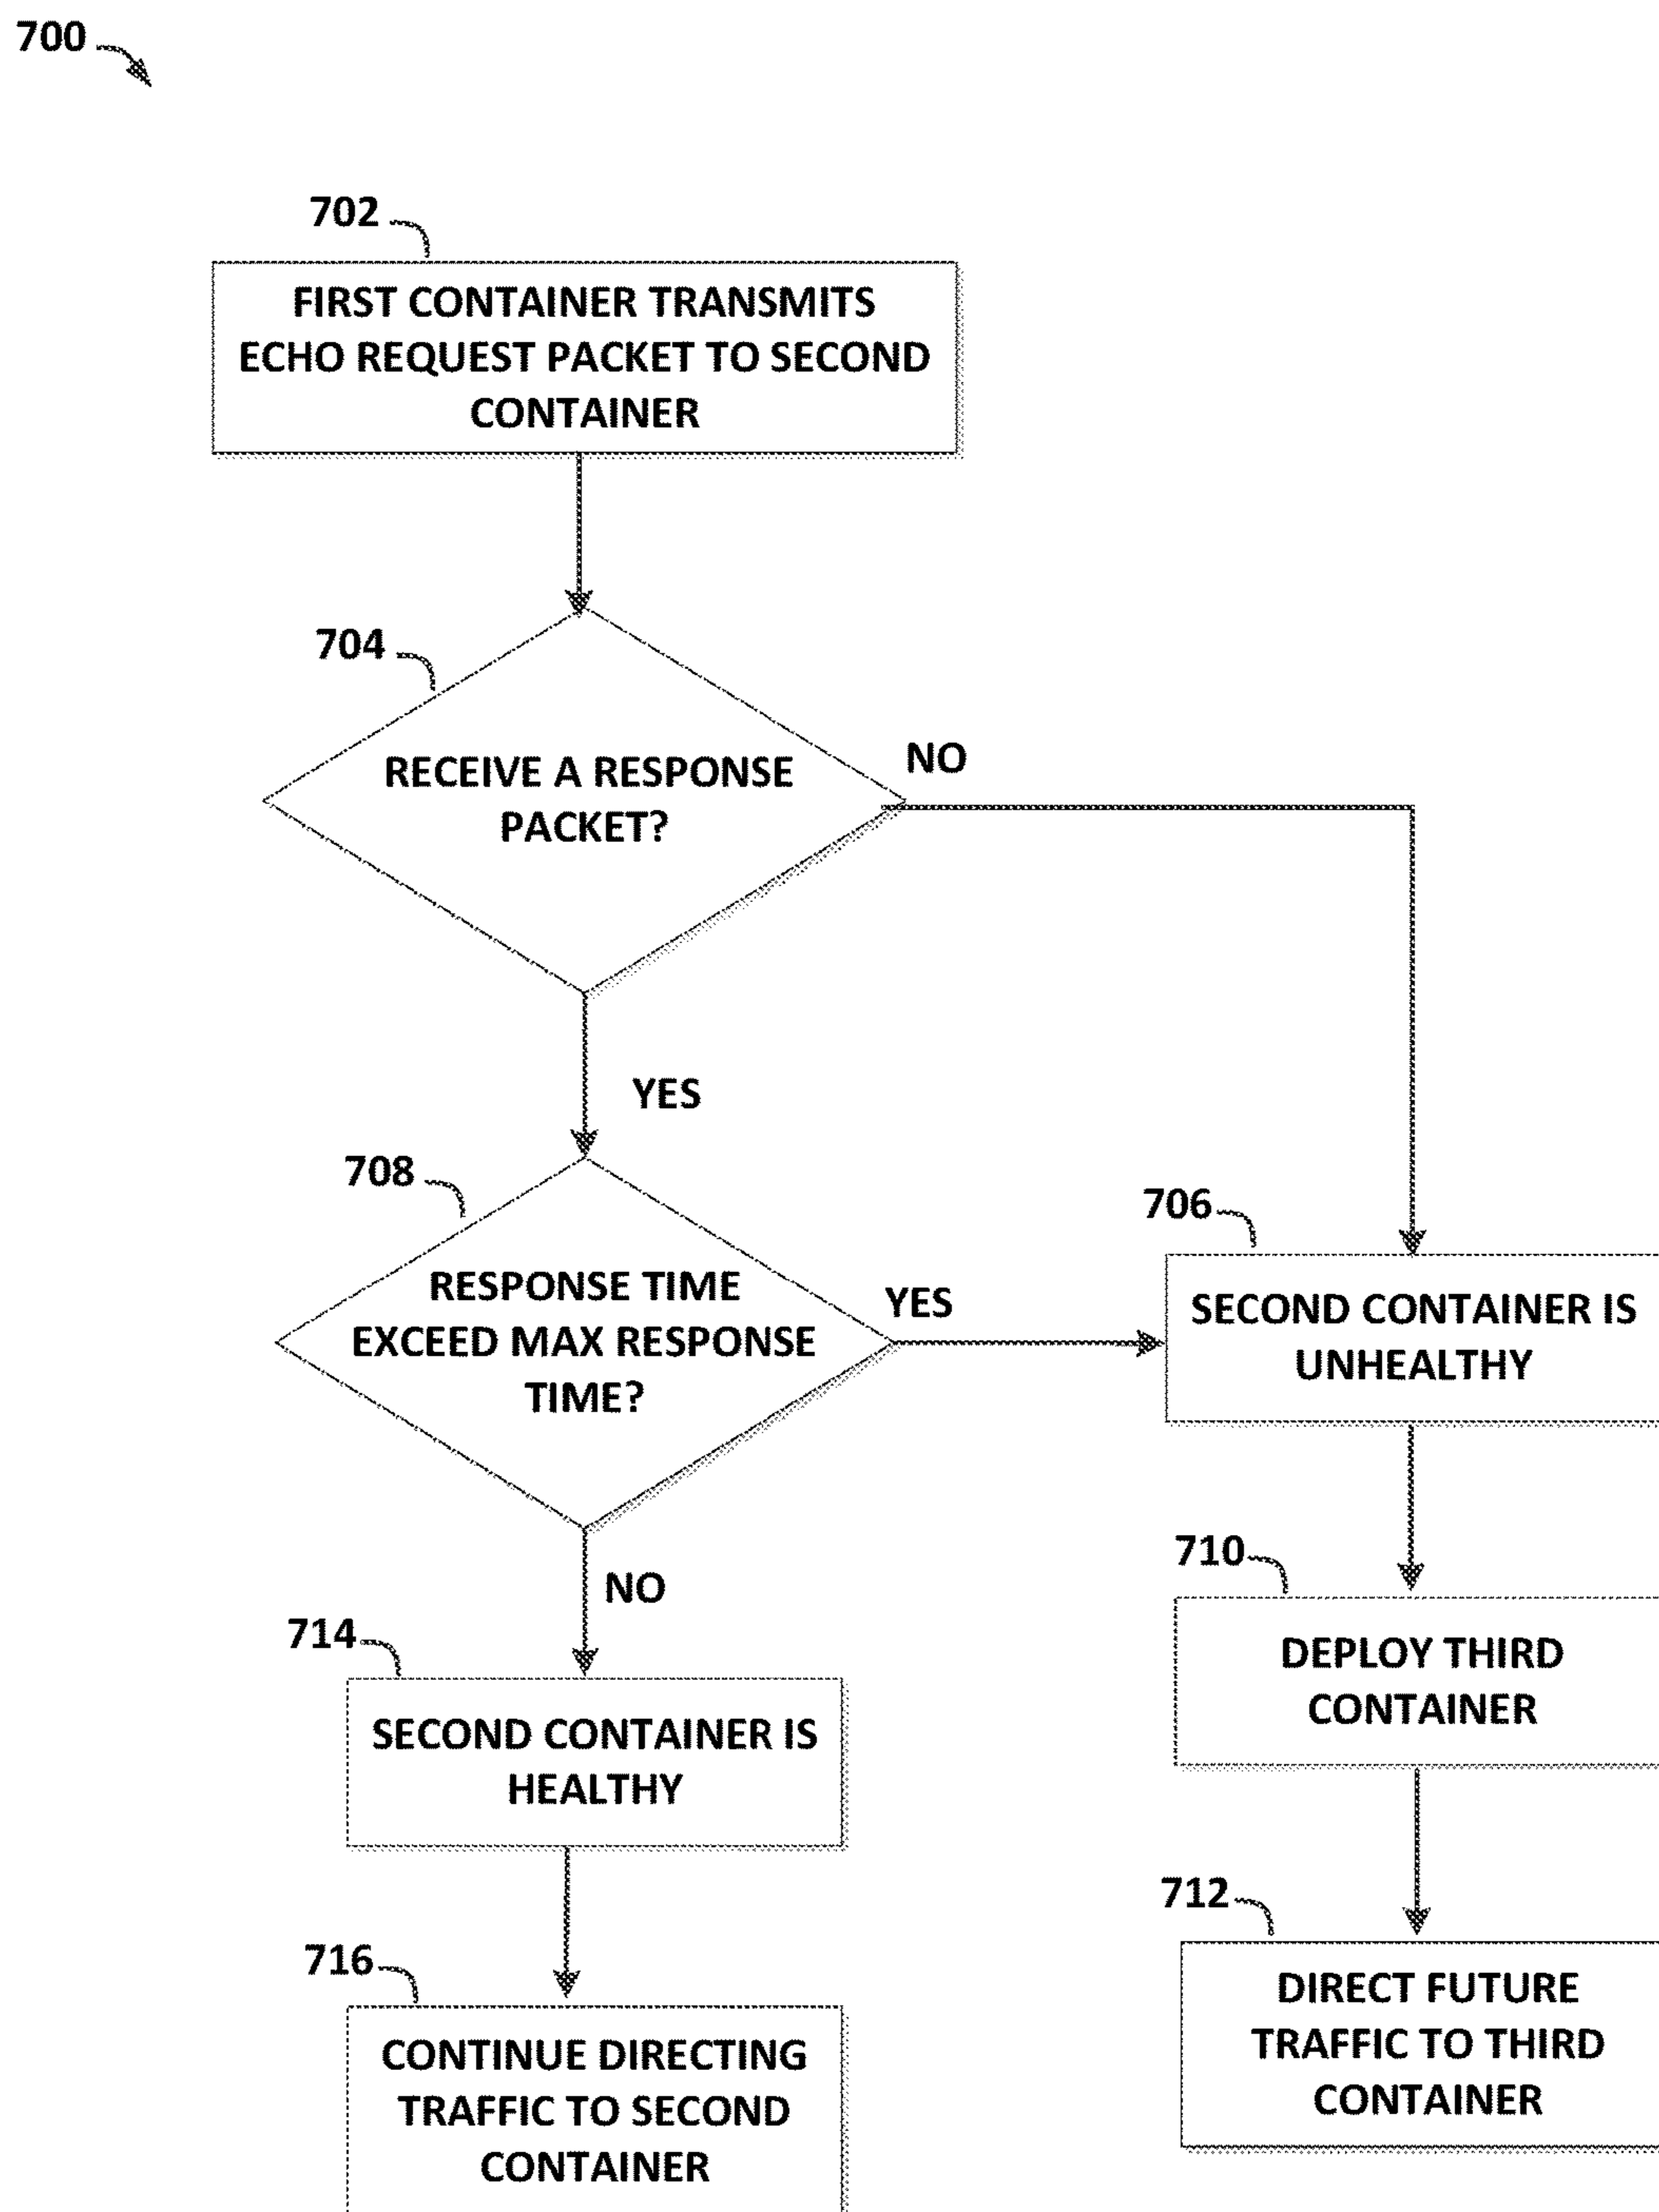 700
702
FIRST CONTAINER TRANSMITS
ECHO REQUEST PACKET TO SECOND
CONTAINER
704
RECEIVE A RESPONSE
PACKET?
NO
YES
708
RESPONSE TIME
EXCEED MAX RESPONSE
TIME?
YES
706
SECOND CONTAINER IS
UNHEALTHY
NO
710
DEPLOY THIRD
CONTAINER
714
SECOND CONTAINER IS
HEALTHY
712
DIRECT FUTURE
TRAFFIC TO THIRD
CONTAINER
716
CONTINUE DIRECTING
TRAFFIC TO SECOND
CONTAINER